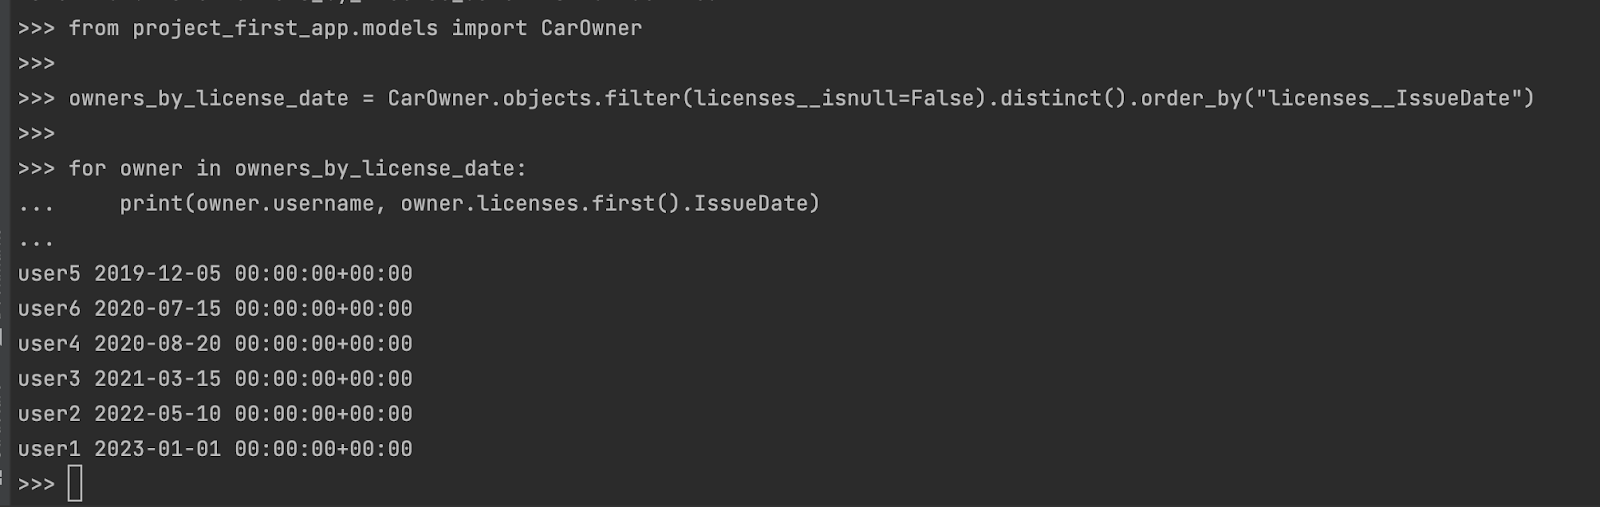 >>> from project_first_app.models import CarOwner
>>>
>>> owners_by_license_date = CarOwner.objects.filter(licenses__isnull=False).distinct().order_by("licenses__IssueDate")
>>>
>>> for owner in owners_by_license_date:
...     print(owner.username, owner.licenses.first().IssueDate)
...
user5 2019-12-05 00:00:00+00:00
user6 2020-07-15 00:00:00+00:00
user4 2020-08-20 00:00:00+00:00
user3 2021-03-15 00:00:00+00:00
user2 2022-05-10 00:00:00+00:00
user1 2023-01-01 00:00:00+00:00
>>>